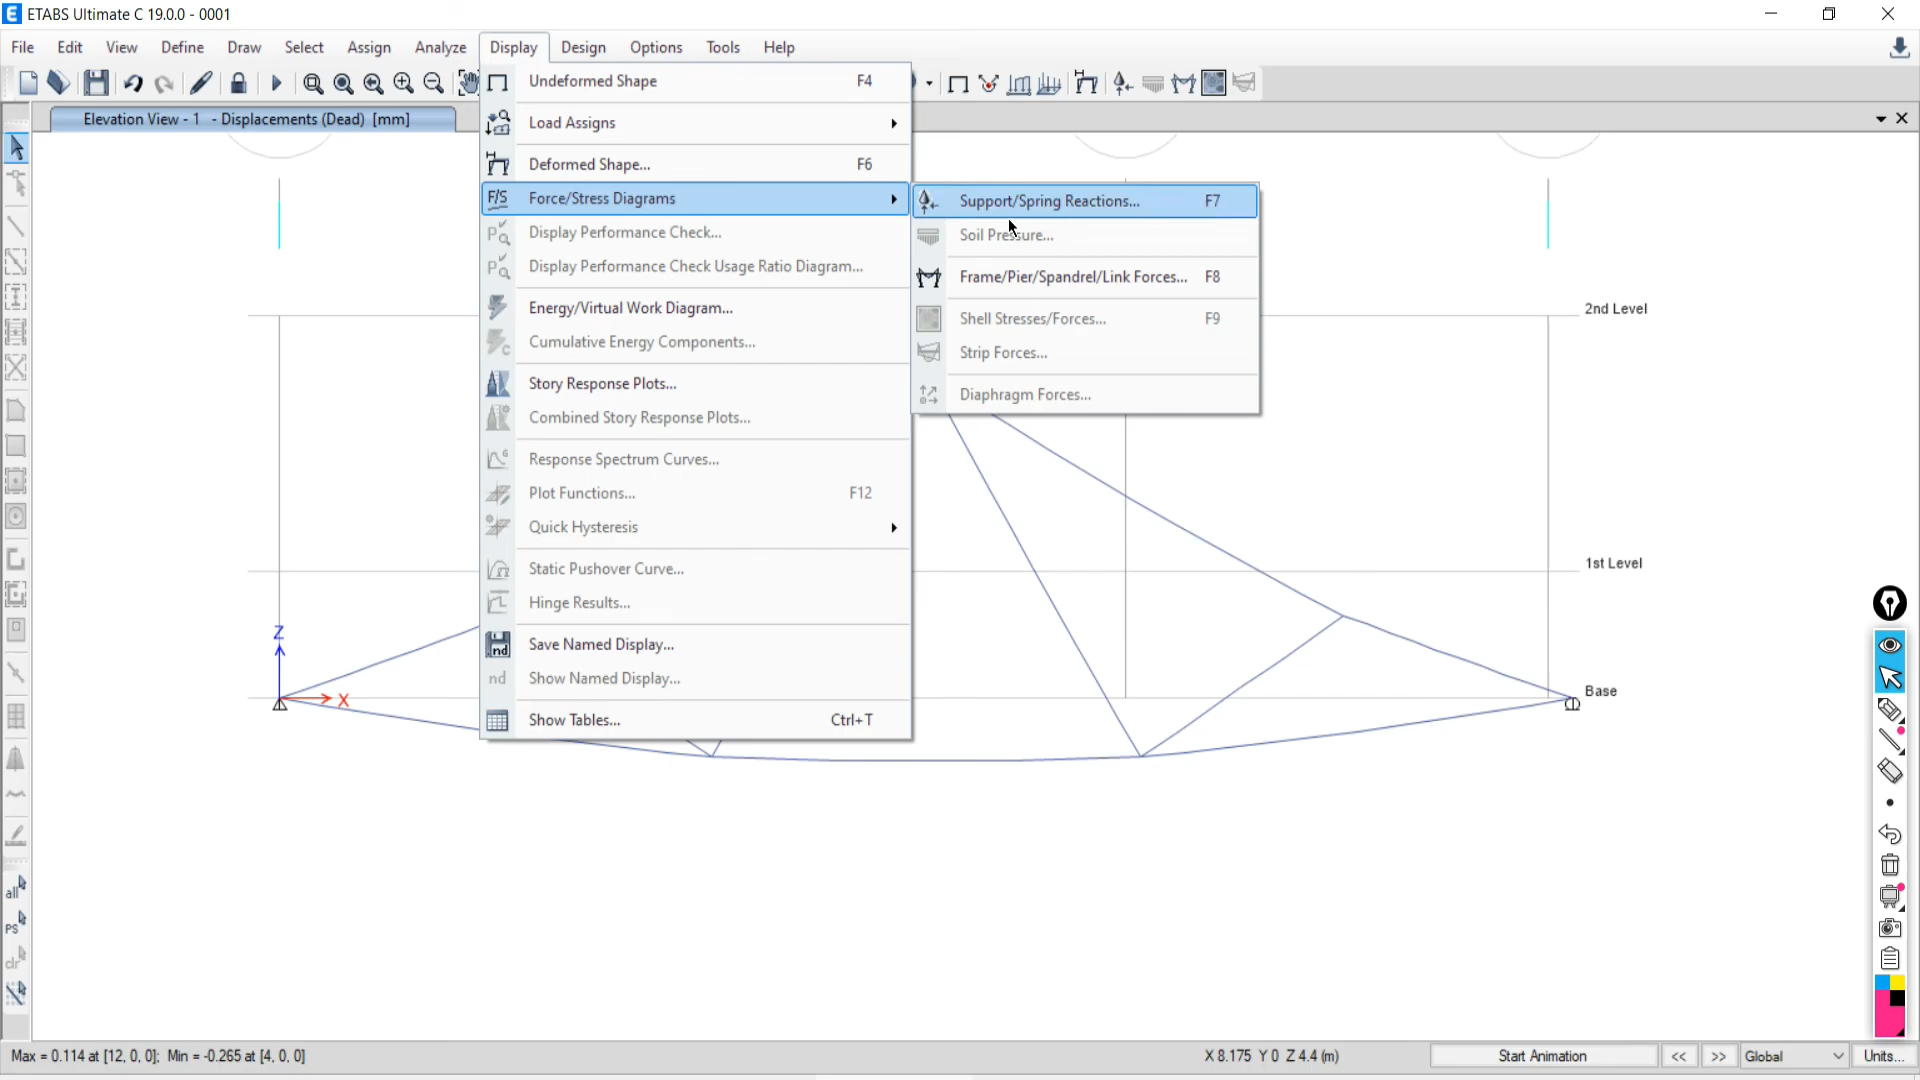 ETABS Ultimate C 19.0.0 - 0001
File Edit View Define Draw Select Assign Analyze Display Design Options Tools Help
Elevation View - 1 - Displacements (Dead) [mm]
Undeformed Shape F4
Load Assigns
Deformed Shape... F6
F/S Force/Stress Diagrams
Display Performance Check...
Display Performance Check Usage Ratio Diagram...
Energy/Virtual Work Diagram...
Cumulative Energy Components...
Story Response Plots...
Combined Story Response Plots...
Response Spectrum Curves...
Plot Functions... F12
Quick Hysteresis
Static Pushover Curve...
Hinge Results...
nd Save Named Display...
nd Show Named Display...
Show Tables... Ctrl+T
Support/Spring Reactions... F7
Soil Pressure...
Frame/Pier/Spandrel/Link Forces... F8
Shell Stresses/Forces... F9
Strip Forces...
Diaphragm Forces...
2nd Level
1st Level
Base
Z
X
all
PS
clr
Max = 0.114 at [12, 0, 0]; Min = -0.265 at [4, 0, 0]
X 8.175 Y 0 Z 4.4 (m)
Start Animation
<< >>
Global
Units...